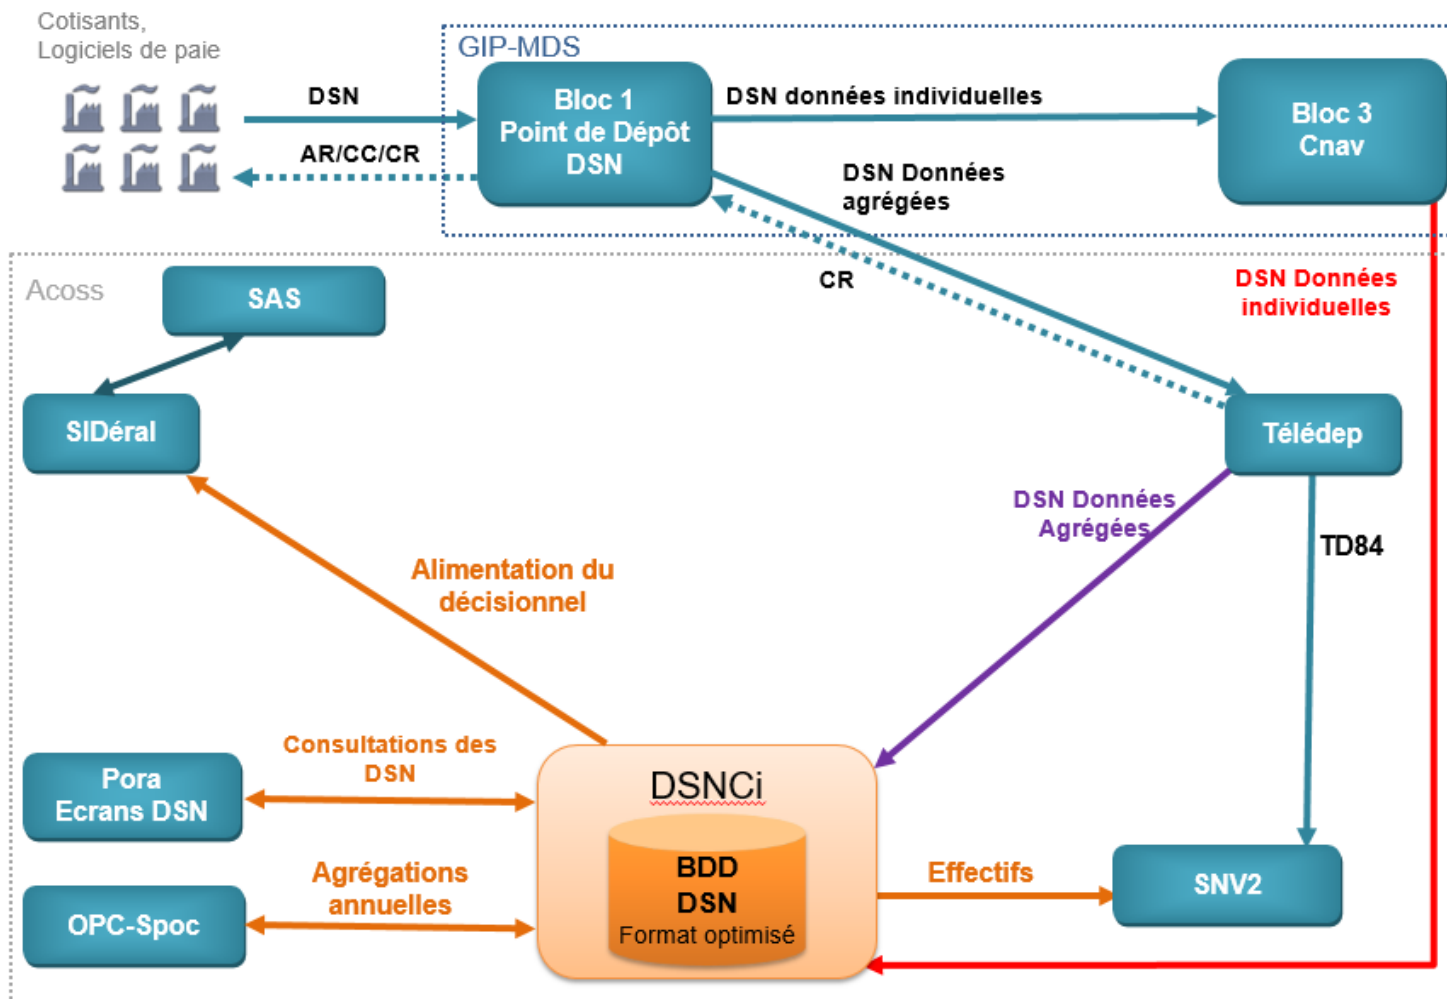 Cotisants,
Logiciels de paie
GIP-MDS
DSN
AR/CC/CR
Bloc 1
Point de Dépôt
DSN
DSN données individuelles
Bloc 3
Cnav
DSN Données
agrégées
CR
DSN Données
individuelles
Acoss
SAS
SIDéral
Télédep
DSN Données
Agrégées
TD84
Alimentation du
décisionnel
Consultations des
DSN
Pora
Ecrans DSN
DSNCi
BDD
DSN
Format optimisé
Agrégations
annuelles
OPC-Spoc
Effectifs
SNV2